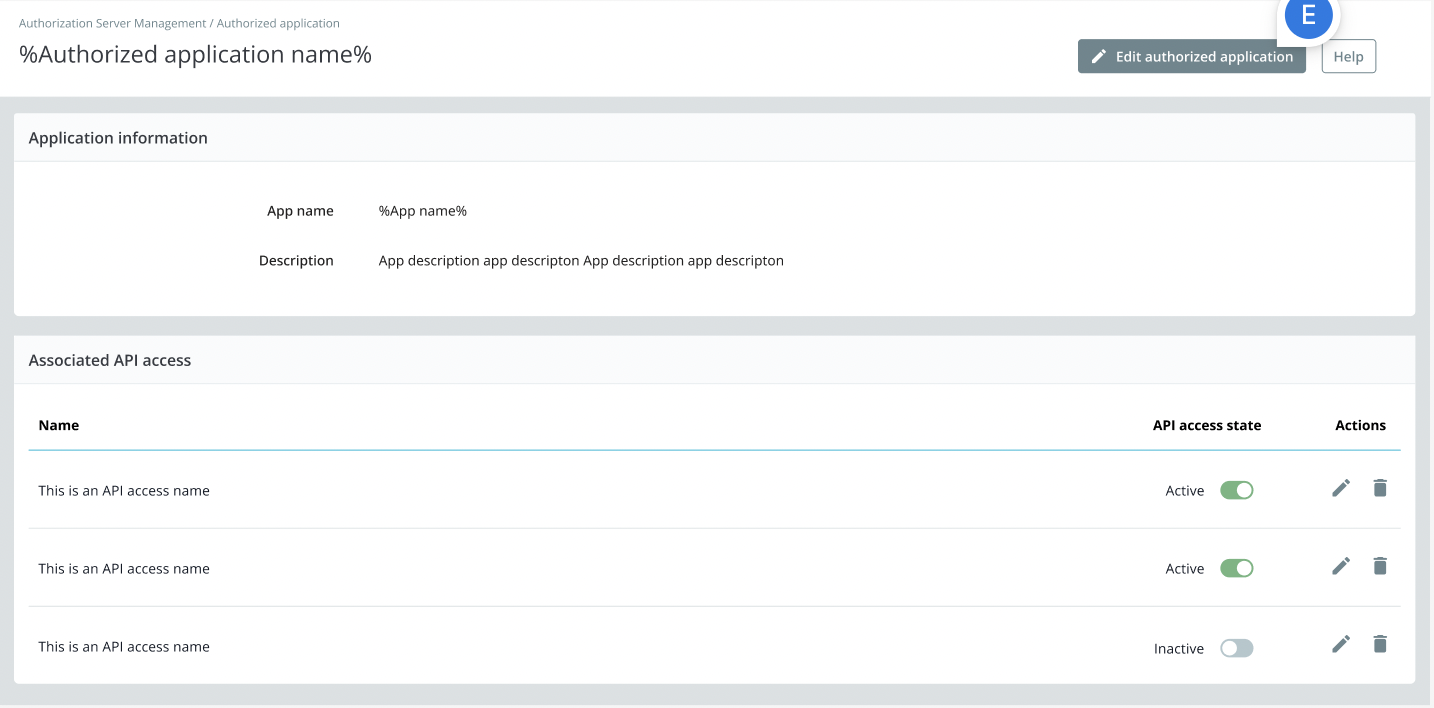 Authorization Server Management / Authorized application
E
%Authorized application name%
Edit authorized application
Help
Application information
App name %App name%
Description App description app descripton App description app descripton
Associated API access
Name API access state Actions
This is an API access name Active
This is an API access name Active
This is an API access name Inactive